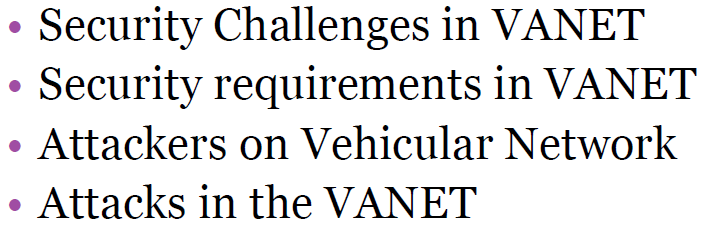 • Security Challenges in VANET
• Security requirements in VANET
• Attackers on Vehicular Network
• Attacks in the VANET